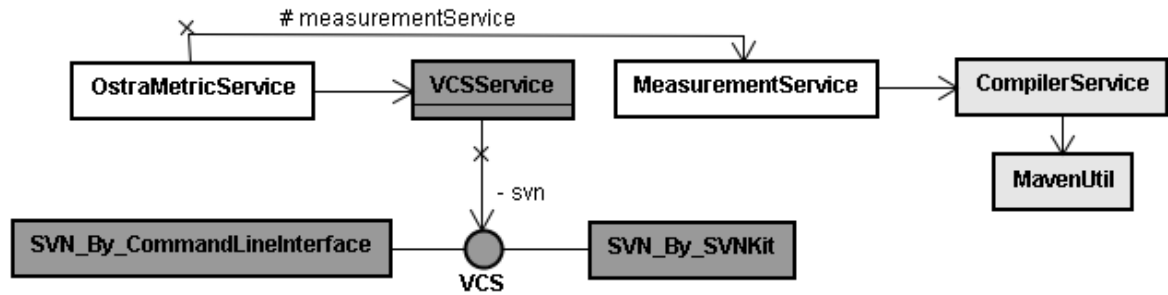 # measurementService
OstraMetricService
VCSService
MeasurementService
CompilerService
MavenUtil
- svn
SVN_By_CommandLineInterface
SVN_By_SVNKit
VCS